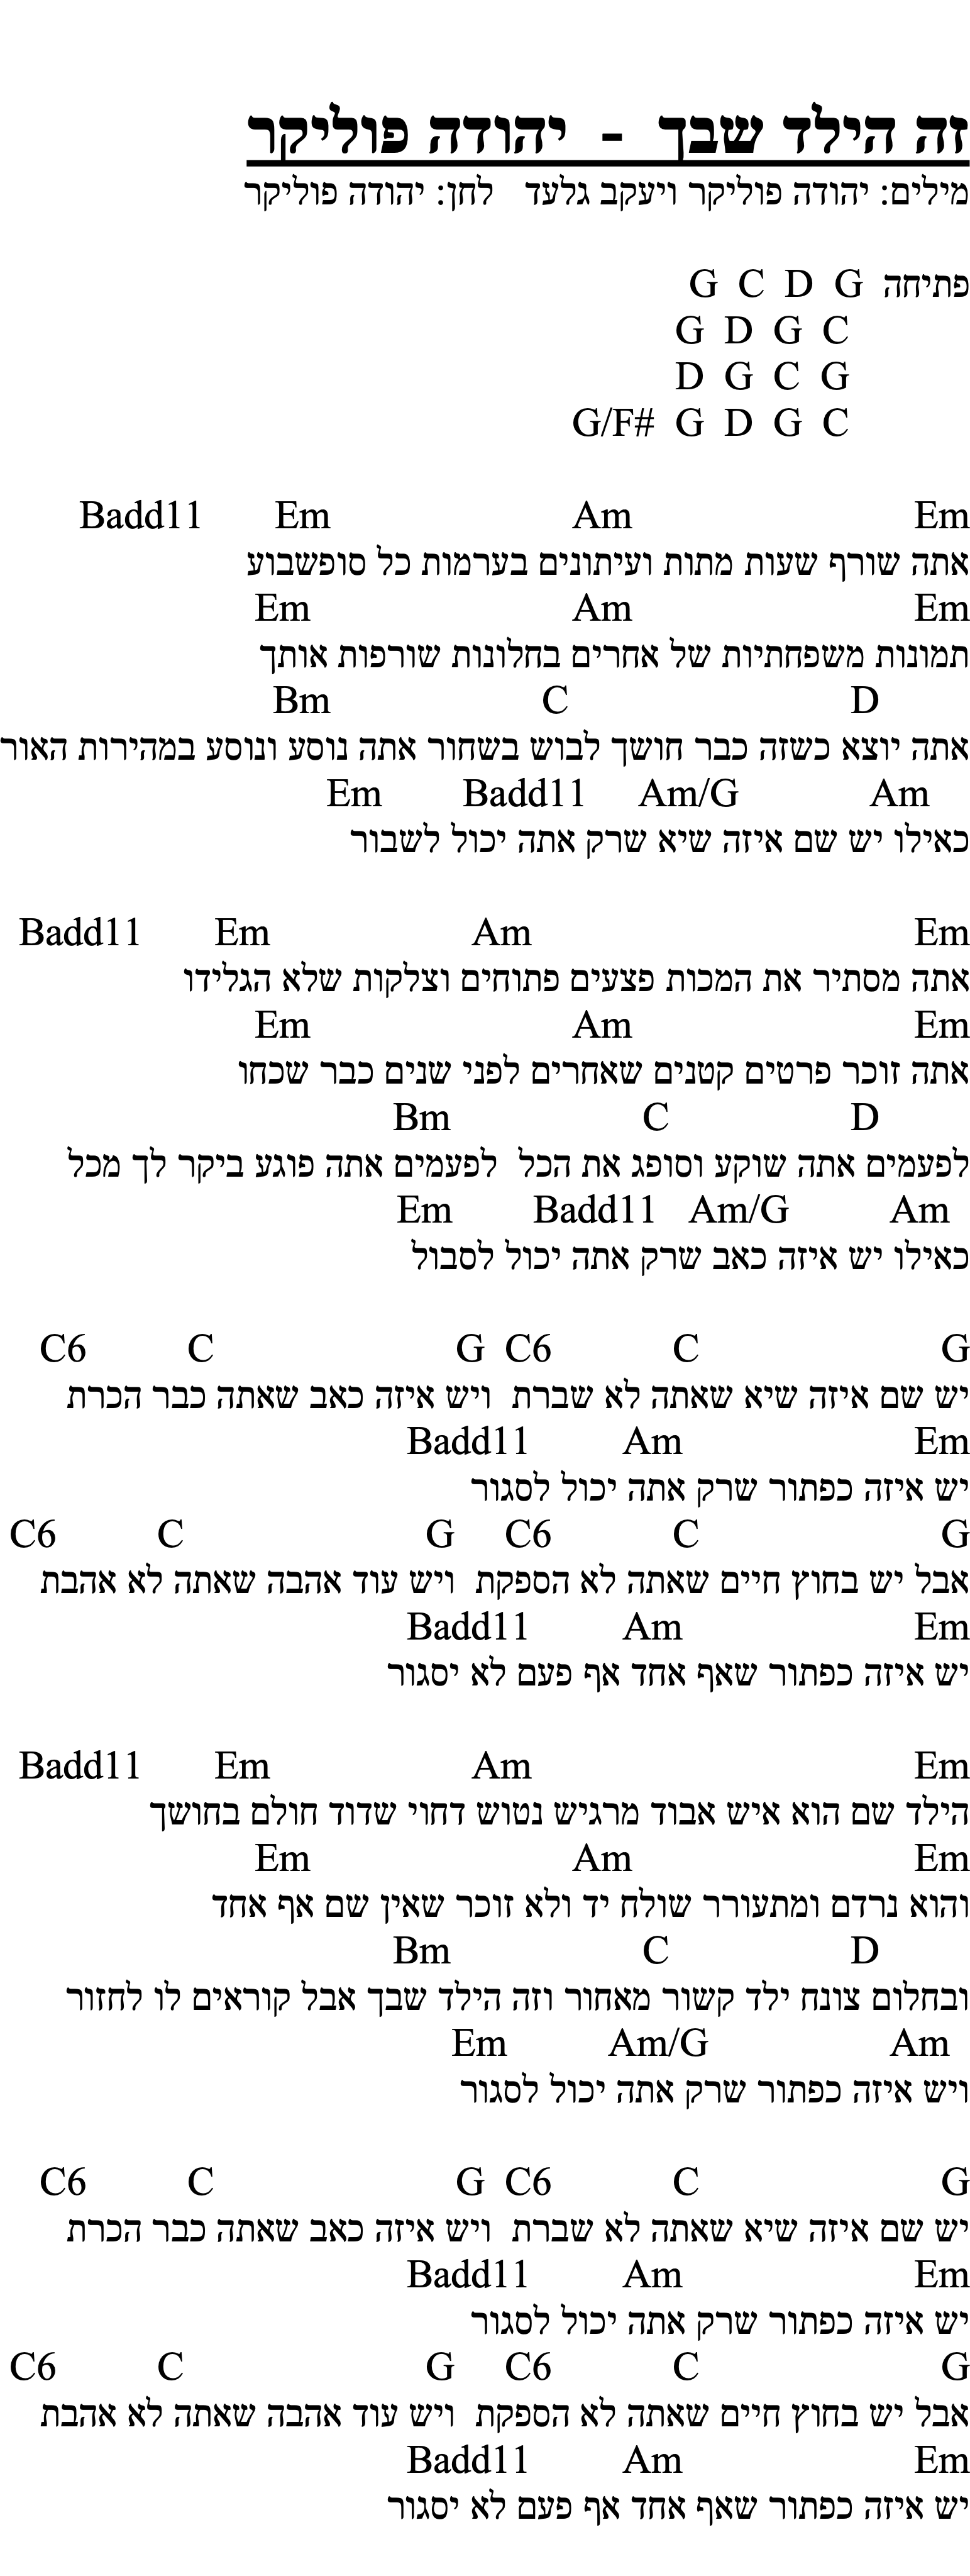 זה הילד שבך - יהודה פוליקר
מילים: יהודה פוליקר ויעקב גלעד לחן: יהודה פוליקר
פתיחה G D C G
C G D G
G C G D
C G D G G/F#
Em Am Em Badd11
אתה שורף שעות מתות ועיתונים בערמות כל סופשבוע
Em Am Em
תמונות משפחתיות של אחרים בחלונות שורפות אותך
D C Bm
אתה יוצא כשזה כבר חושך לבוש בשחור אתה נוסע ונוסע במהירות האור
Am Am/G Badd11 Em
כאילו יש שם איזה שיא שרק אתה יכול לשבור
Em Am Em Badd11
אתה מסתיר את המכות פצעים פתוחים וצלקות שלא הגלידו
Em Am Em
אתה זוכר פרטים קטנים שאחרים לפני שנים כבר שכחו
D C Bm
לפעמים אתה שוקע וסופג את הכל לפעמים אתה פוגע ביקר לך מכל
Am Am/G Badd11 Em
כאילו יש איזה כאב שרק אתה יכול לסבול
G C C6 G C C6
יש שם איזה שיא שאתה לא שברת ויש איזה כאב שאתה כבר הכרת
Em Am Badd11
יש איזה כפתור שרק אתה יכול לסגור
G C C6 G C C6
אבל יש בחוץ חיים שאתה לא הספקת ויש עוד אהבה שאתה לא אהבת
Em Am Badd11
יש איזה כפתור שאף אחד אף פעם לא יסגור
Em Am Em Badd11
הילד שם הוא איש אבוד מרגיש נטוש דחוי שדוד חולם בחושך
Em Am Em
והוא נרדם ומתעורר שולח יד ולא זוכר שאין שם אף אחד
D C Bm
ובחלום צונח ילד קשור מאחור וזה הילד שבך אבל קוראים לו לחזור
Am Am/G Em
ויש איזה כפתור שרק אתה יכול לסגור
G C C6 G C C6
יש שם איזה שיא שאתה לא שברת ויש איזה כאב שאתה כבר הכרת
Em Am Badd11
יש איזה כפתור שרק אתה יכול לסגור
G C C6 G C C6
אבל יש בחוץ חיים שאתה לא הספקת ויש עוד אהבה שאתה לא אהבת
Em Am Badd11
יש איזה כפתור שאף אחד אף פעם לא יסגור